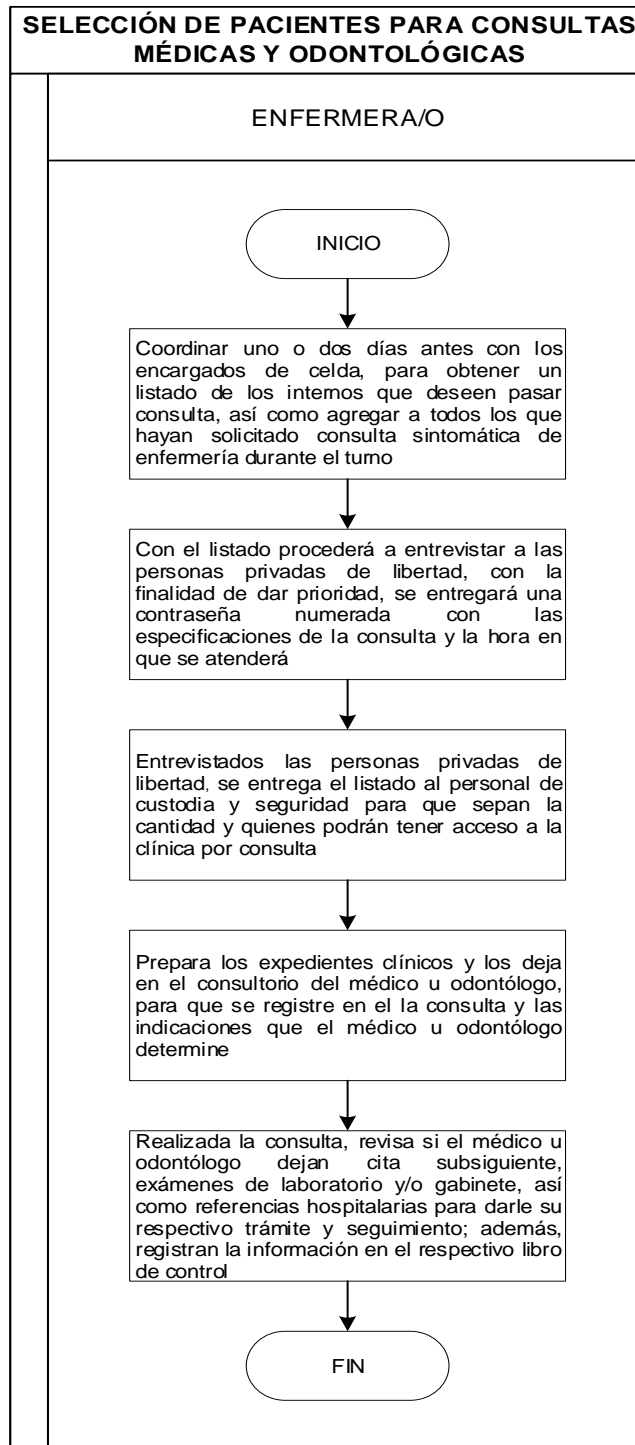 SELECCIÓN DE PACIENTES PARA CONSULTAS
MÉDICAS Y ODONTOLÓGICAS
ENFERMERA/O
INICIO
Coordinar uno o dos días antes con los
encargados de celda, para obtener un
listado de los internos que deseen pasar
consulta, así como agregar a todos los que
hayan solicitado consulta sintomática de
enfermería durante el turno
Con el listado procederá a entrevistar a las
personas privadas de libertad, con la
finalidad de dar prioridad, se entregará una
contraseña numerada con las
especificaciones de la consulta y la hora en
que se atenderá
Entrevistados las personas privadas de
libertad, se entrega el listado al personal de
custodia y seguridad para que sepan la
cantidad y quienes podrán tener acceso a la
clínica por consulta
Prepara los expedientes clínicos y los deja
en el consultorio del médico u odontólogo,
para que se registre en el la consulta y las
indicaciones que el médico u odontólogo
determine
Realizada la consulta, revisa si el médico u
odontólogo dejan cita subsiguiente,
exámenes de laboratorio y/o gabinete, así
como referencias hospitalarias para darle su
respectivo trámite y seguimiento; además,
registran la información en el respectivo libro
de control
FIN